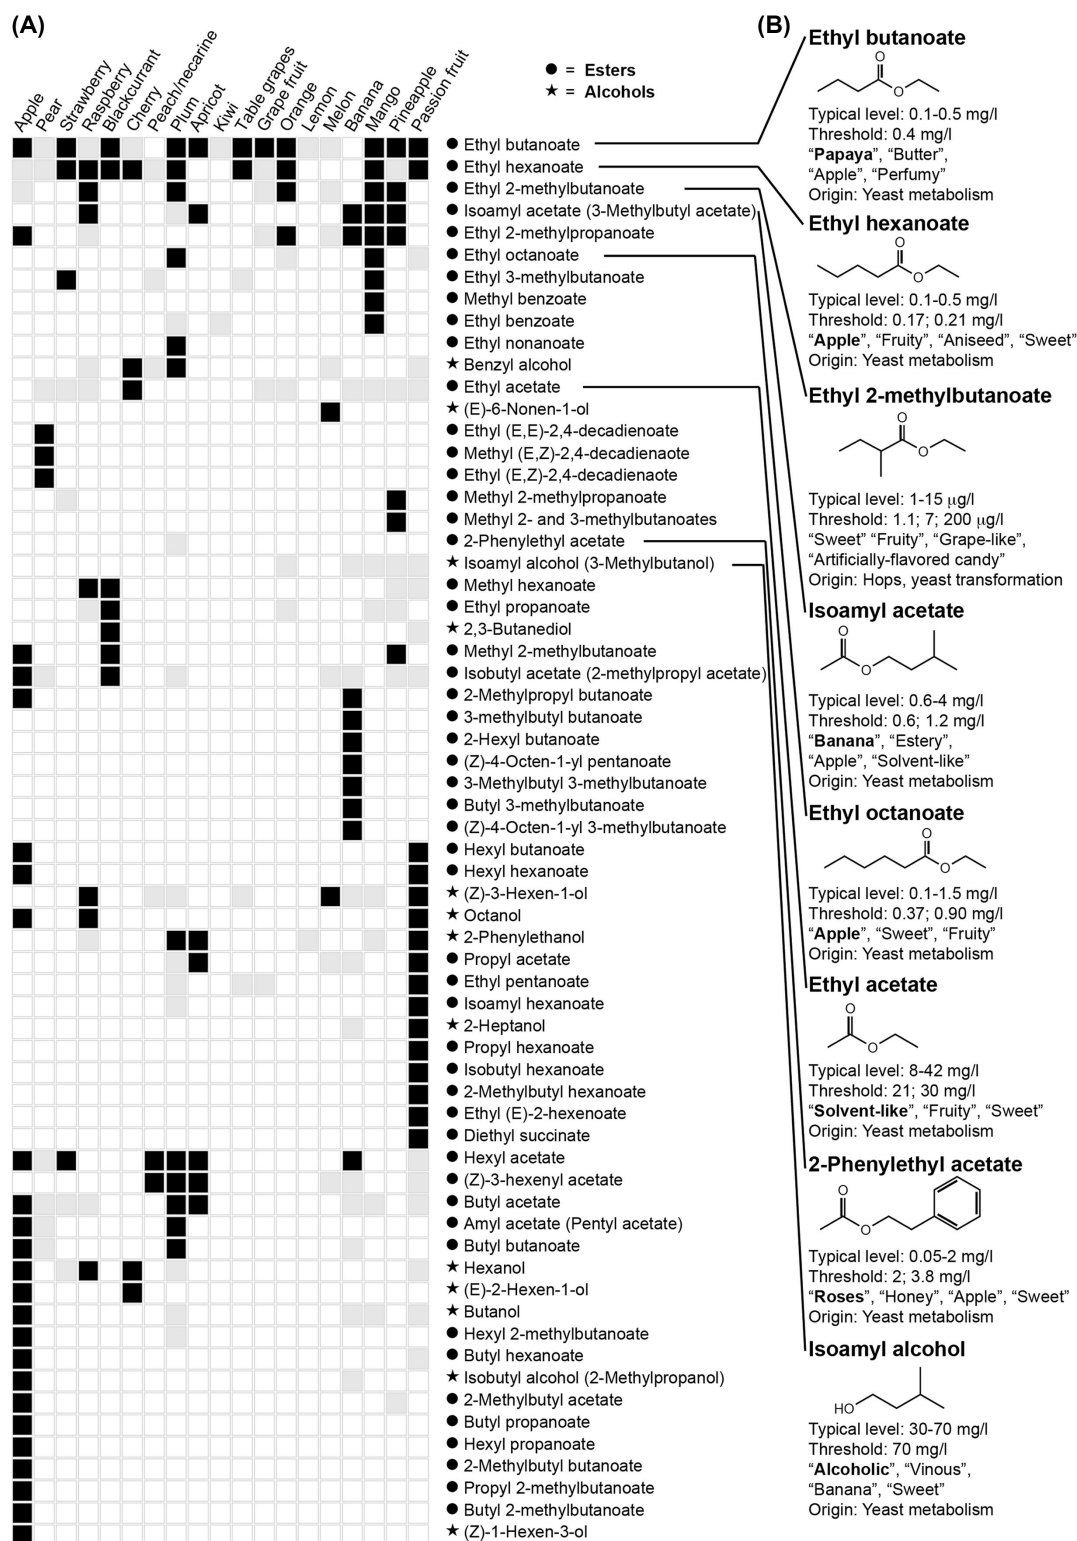 (A)
Apple
Pear
Strawberry
Raspberry
Blackcurrant
Cherry
Peach/necarine
Plum
Apricot
Kiwi
Table grapes
Grape fruit
Orange
Lemon
Melon
Banana
Mango
Pineapple
Passion fruit
● = Esters
★ = Alcohols
● Ethyl butanoate
● Ethyl hexanoate
● Ethyl 2-methylbutanoate
● Isoamyl acetate (3-Methylbutyl acetate)
● Ethyl 2-methylpropanoate
● Ethyl octanoate
● Ethyl 3-methylbutanoate
● Methyl benzoate
● Ethyl benzoate
● Ethyl nonanoate
★ Benzyl alcohol
● Ethyl acetate
★ (E)-6-Nonen-1-ol
● Ethyl (E,E)-2,4-decadienoate
● Methyl (E,Z)-2,4-decadienaote
● Ethyl (E,Z)-2,4-decadienaote
● Methyl 2-methylpropanoate
● Methyl 2- and 3-methylbutanoates
● 2-Phenylethyl acetate
★ Isoamyl alcohol (3-Methylbutanol)
● Methyl hexanoate
● Ethyl propanoate
★ 2,3-Butanediol
● Methyl 2-methylbutanoate
● Isobutyl acetate (2-methylpropyl acetate)
● 2-Methylpropyl butanoate
● 3-methylbutyl butanoate
● 2-Hexyl butanoate
● (Z)-4-Octen-1-yl pentanoate
● 3-Methylbutyl 3-methylbutanoate
● Butyl 3-methylbutanoate
● (Z)-4-Octen-1-yl 3-methylbutanoate
● Hexyl butanoate
● Hexyl hexanoate
★ (Z)-3-Hexen-1-ol
★ Octanol
★ 2-Phenylethanol
● Propyl acetate
● Ethyl pentanoate
● Isoamyl hexanoate
★ 2-Heptanol
● Propyl hexanoate
● Isobutyl hexanoate
● 2-Methylbutyl hexanoate
● Ethyl (E)-2-hexenoate
● Diethyl succinate
● Hexyl acetate
● (Z)-3-hexenyl acetate
● Butyl acetate
● Amyl acetate (Pentyl acetate)
● Butyl butanoate
★ Hexanol
★ (E)-2-Hexen-1-ol
★ Butanol
● Hexyl 2-methylbutanoate
● Butyl hexanoate
★ Isobutyl alcohol (2-Methylpropanol)
● 2-Methylbutyl acetate
● Butyl propanoate
● Hexyl propanoate
● 2-Methylbutyl butanoate
● Propyl 2-methylbutanoate
● Butyl 2-methylbutanoate
★ (Z)-1-Hexen-3-ol
(B)
Ethyl butanoate
O
O
Typical level: 0.1-0.5 mg/l
Threshold: 0.4 mg/l
“Papaya”, “Butter”,
“Apple”, “Perfumy”
Origin: Yeast metabolism
Ethyl hexanoate
O
O
Typical level: 0.1-0.5 mg/l
Threshold: 0.17; 0.21 mg/l
“Apple”, “Fruity”, “Aniseed”, “Sweet”
Origin: Yeast metabolism
Ethyl 2-methylbutanoate
O
O
Typical level: 1-15 µg/l
Threshold: 1.1; 7; 200 µg/l
“Sweet” “Fruity”, “Grape-like”,
“Artificially-flavored candy”
Origin: Hops, yeast transformation
Isoamyl acetate
O
O
Typical level: 0.6-4 mg/l
Threshold: 0.6; 1.2 mg/l
“Banana”, “Estery”,
“Apple”, “Solvent-like”
Origin: Yeast metabolism
Ethyl octanoate
O
O
Typical level: 0.1-1.5 mg/l
Threshold: 0.37; 0.90 mg/l
“Apple”, “Sweet”, “Fruity”
Origin: Yeast metabolism
Ethyl acetate
O
O
Typical level: 8-42 mg/l
Threshold: 21; 30 mg/l
“Solvent-like”, “Fruity”, “Sweet”
Origin: Yeast metabolism
2-Phenylethyl acetate
O
O
Typical level: 0.05-2 mg/l
Threshold: 2; 3.8 mg/l
“Roses”, “Honey”, “Apple”, “Sweet”
Origin: Yeast metabolism
Isoamyl alcohol
HO
Typical level: 30-70 mg/l
Threshold: 70 mg/l
“Alcoholic”, “Vinous”,
“Banana”, “Sweet”
Origin: Yeast metabolism